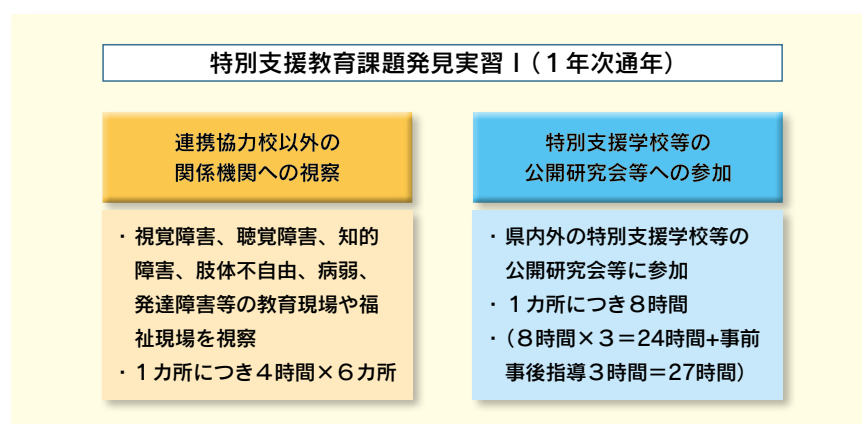 特別支援教育課題発見実習Ⅰ（１年次通年）
連携協力校以外の
関係機関への視察
・視覚障害、聴覚障害、知的
障害、肢体不自由、病弱、
発達障害等の教育現場や福
祉現場を視察
・１カ所につき４時間×６カ所
特別支援学校等の
公開研究会等への参加
・県内外の特別支援学校等の
公開研究会等に参加
・１カ所につき８時間
・（８時間×３＝24時間+事前
事後指導３時間＝27時間）